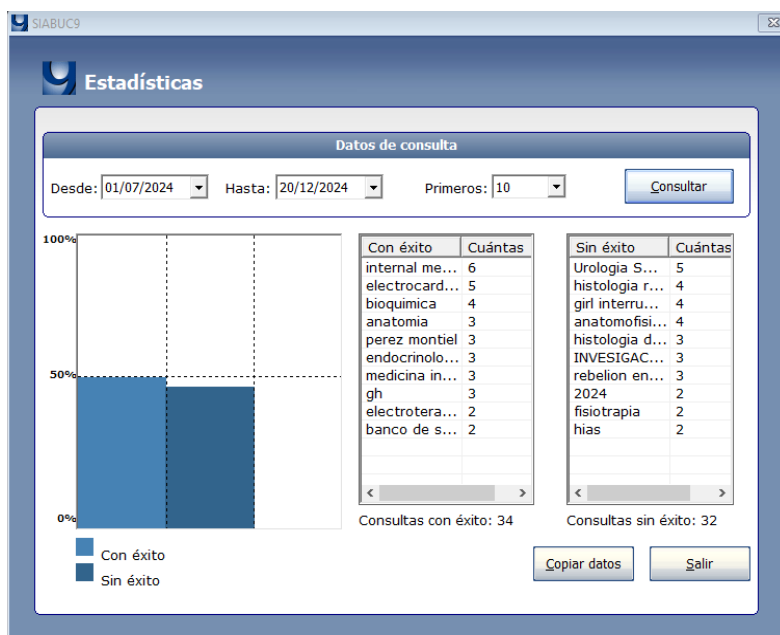 SIABUC9
Estadísticas
Datos de consulta
Desde: 01/07/2024 Hasta: 20/12/2024 Primeros: 10 Consultar
100%
50%
0%
Con éxito
Sin éxito
Con éxito Cuántas
internal me... 6
electrocard... 5
bioquimica 4
anatomia 3
perez montiel 3
endocrinolo... 3
medicina in... 3
gh 3
electrotera... 2
banco de s... 2
Consultas con éxito: 34
Sin éxito Cuántas
Urologia S... 5
histologia r... 4
girl interru... 4
anatomofisi... 4
histologia d... 3
INVESIGAC... 3
rebelion en... 3
2024 2
fisiotrapia 2
hias 2
Consultas sin éxito: 32
Copiar datos Salir